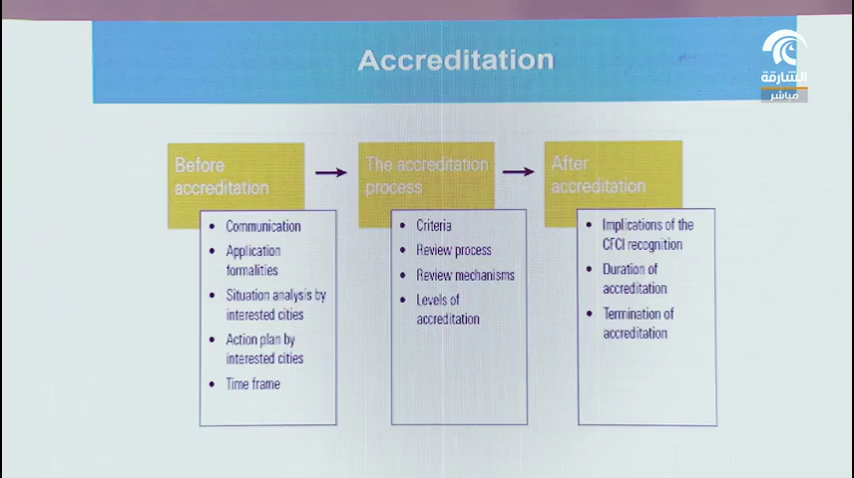 Accreditation
الشارقة
مباشر
Before
accreditation
The accreditation
process
After
accreditation
• Communication
• Application
formalities
• Situation analysis by
interested cities
• Action plan by
interested cities
• Time frame
• Criteria
• Review process
• Review mechanisms
• Levels of
accreditation
• Implications of the
CFCI recognition
• Duration of
accreditation
• Termination of
accreditation